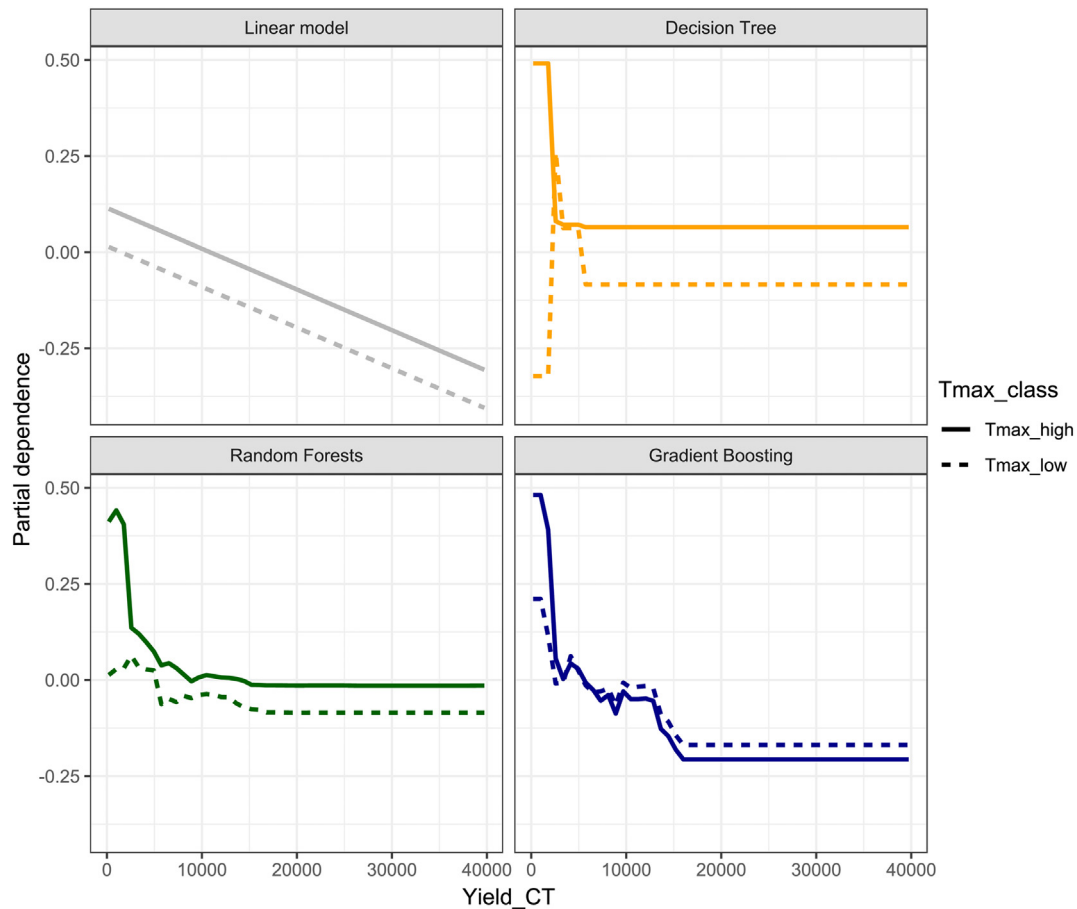 Linear model
Decision Tree
0.50
0.25
0.00
-0.25
Random Forests
Gradient Boosting
0.50
0.25
0.00
-0.25
0
10000
20000
30000
40000
0
10000
20000
30000
40000
Partial dependence
Yield_CT
Tmax_class
Tmax_high
Tmax_low